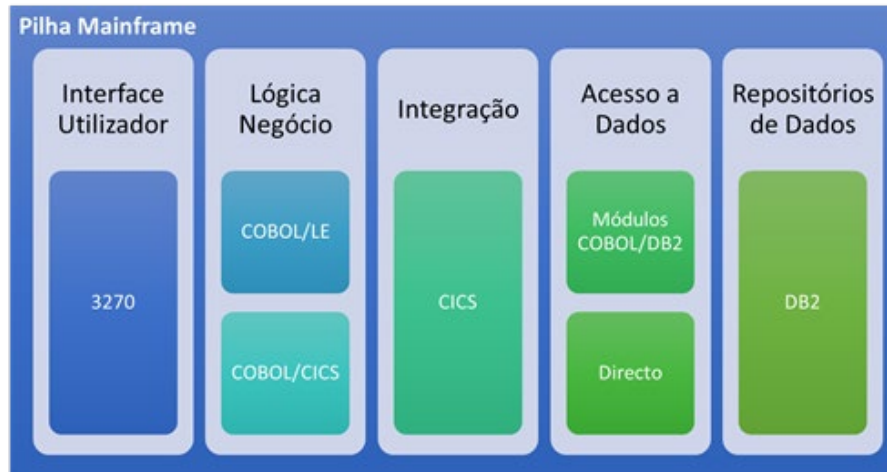 Pilha Mainframe
Interface
Utilizador
3270
Lógica
Negócio
COBOL/LE
COBOL/CICS
Integração
CICS
Acesso a
Dados
Módulos
COBOL/DB2
Directo
Repositórios
de Dados
DB2